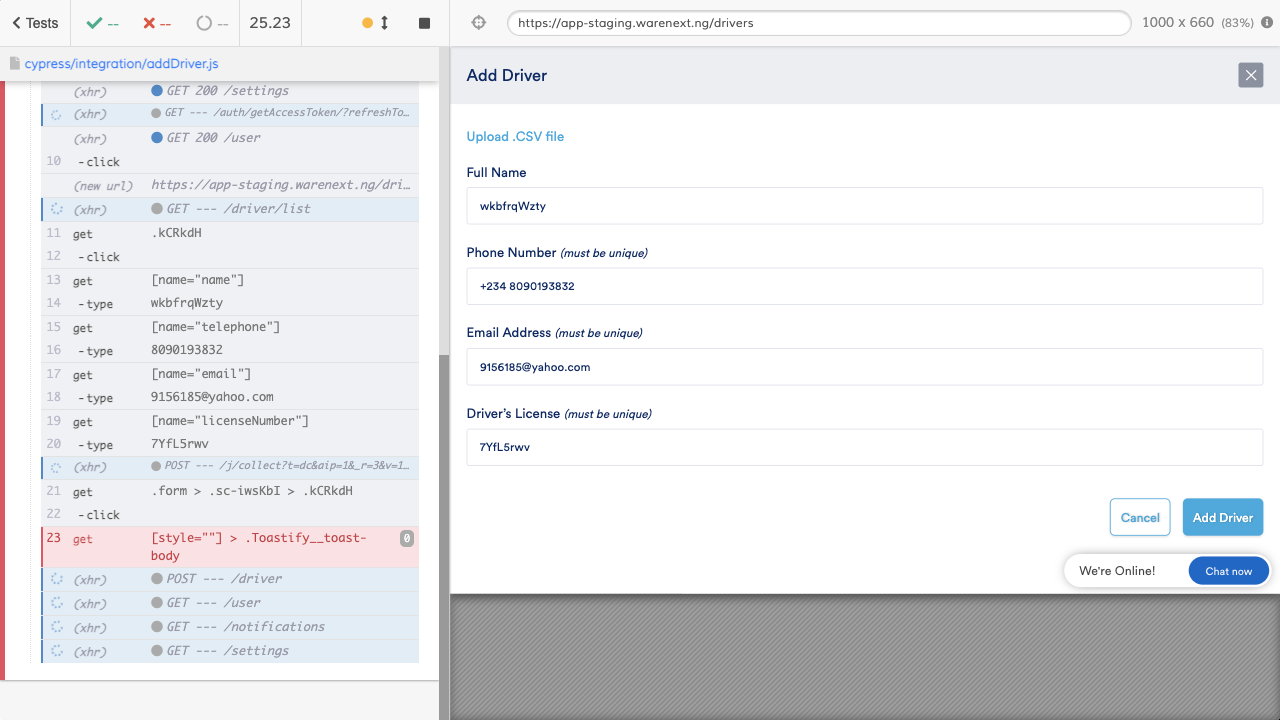 Tests
--
--
--
25.23
https://app-staging.warenext.ng/drivers
1000 x 660 (83%)
cypress/integration/addDriver.js
(xhr) GET 200 /settings
(xhr) GET --- /auth/getAccessToken/?refreshTo...
(xhr) GET 200 /user
10 - click
(new url) https://app-staging.warenext.ng/dri...
(xhr) GET --- /driver/list
11 get .kCRkdH
12 - click
13 get [name="name"]
14 - type wkbfrqWzty
15 get [name="telephone"]
16 - type 8090193832
17 get [name="email"]
18 - type 9156185@yahoo.com
19 get [name="licenseNumber"]
20 - type 7YfL5rwv
(xhr) POST --- /j/collect?t=dc&aip=1&_r=3&v=1...
21 get .form > .sc-iwsKbI > .kCRkdH
22 - click
23 get [style=""] > .Toastify__toast-
body
0
(xhr) POST --- /driver
(xhr) GET --- /user
(xhr) GET --- /notifications
(xhr) GET --- /settings
Add Driver
Upload .CSV file
Full Name
wkbfrqWzty
Phone Number (must be unique)
+234 8090193832
Email Address (must be unique)
9156185@yahoo.com
Driver's License (must be unique)
7YfL5rwv
Cancel
Add Driver
We're Online!
Chat now